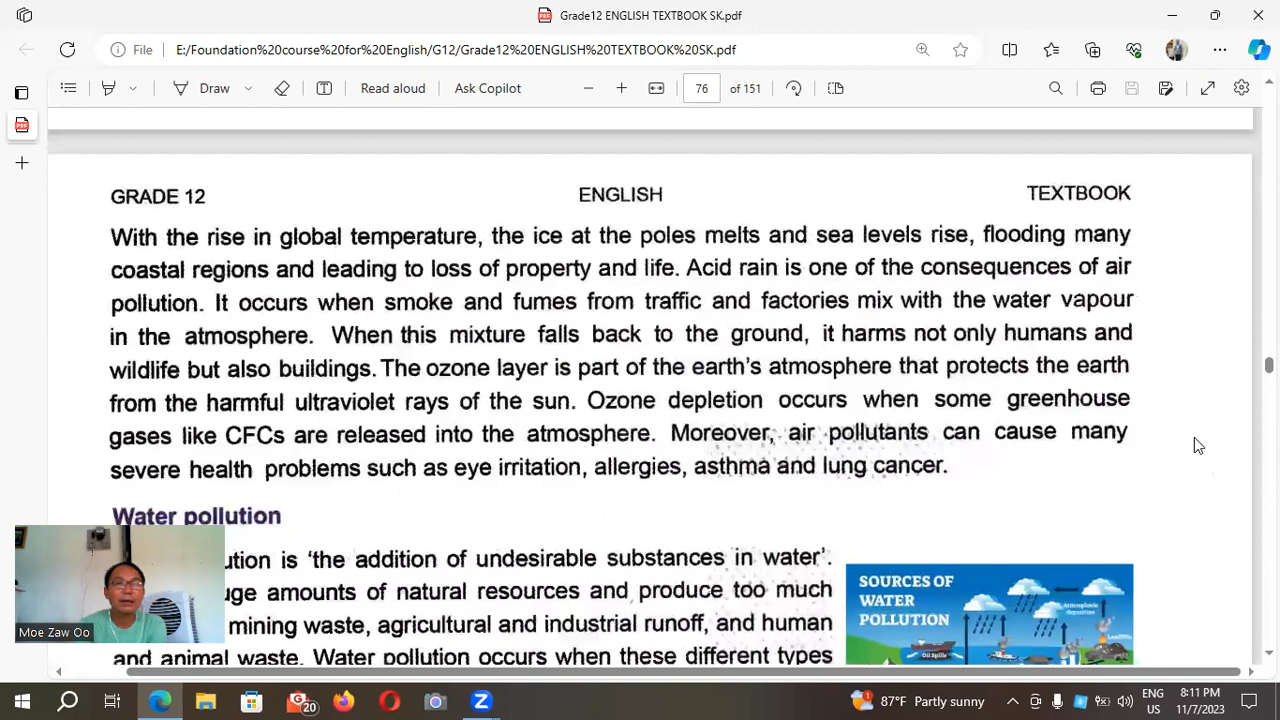 Grade12 ENGLISH TEXTBOOK SK.pdf
File E:/Foundation%20course%20for%20English/G12/Grade12%20ENGLISH%20TEXTBOOK%20SK.pdf
Draw Read aloud Ask Copilot 76 of 151
GRADE 12 ENGLISH TEXTBOOK
With the rise in global temperature, the ice at the poles melts and sea levels rise, flooding many
coastal regions and leading to loss of property and life. Acid rain is one of the consequences of air
pollution. It occurs when smoke and fumes from traffic and factories mix with the water vapour
in the atmosphere. When this mixture falls back to the ground, it harms not only humans and
wildlife but also buildings. The ozone layer is part of the earth's atmosphere that protects the earth
from the harmful ultraviolet rays of the sun. Ozone depletion occurs when some greenhouse
gases like CFCs are released into the atmosphere. Moreover, air pollutants can cause many
severe health problems such as eye irritation, allergies, asthma and lung cancer.
Water pollution
ution is 'the addition of undesirable substances in water'.
uge amounts of natural resources and produce too much
mining waste, agricultural and industrial runoff, and human
and animal waste. Water pollution occurs when these different types
SOURCES OF
WATER
POLLUTION
Atmospheric
deposition
Oil Spills
Landfills
Moe Zaw Oo
20
1
87°F Partly sunny
ENG
US
8:11 PM
11/7/2023